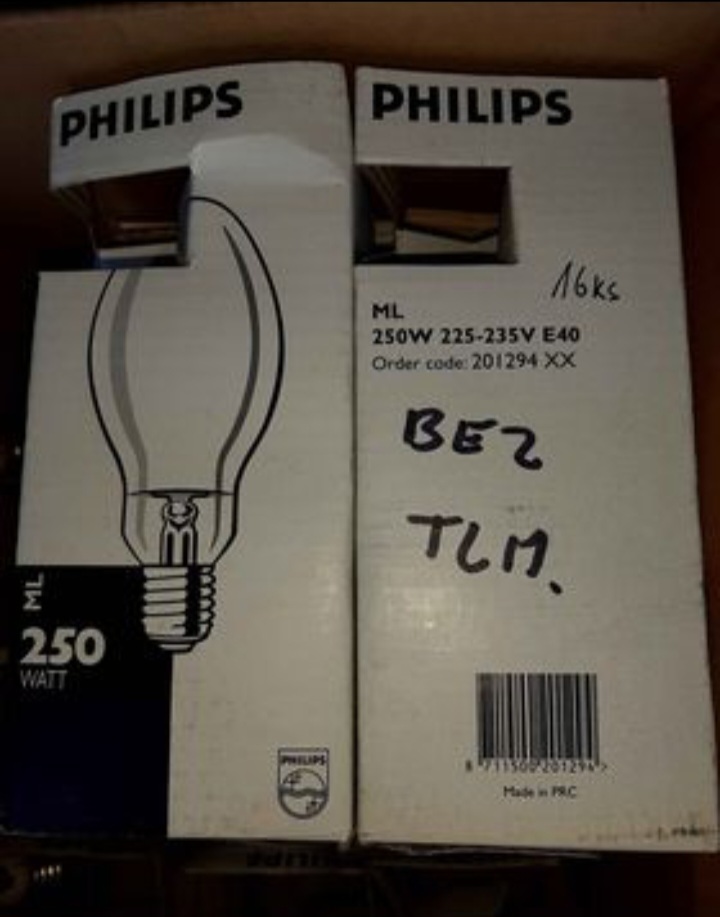 PHILIPS
ML
250
WATT
PHILIPS
PHILIPS
16ks
ML
250W 225-235V E40
Order code: 201294 XX
BEZ
TLM.
8 711500 201294 >
Made in PRC
PHILIPS